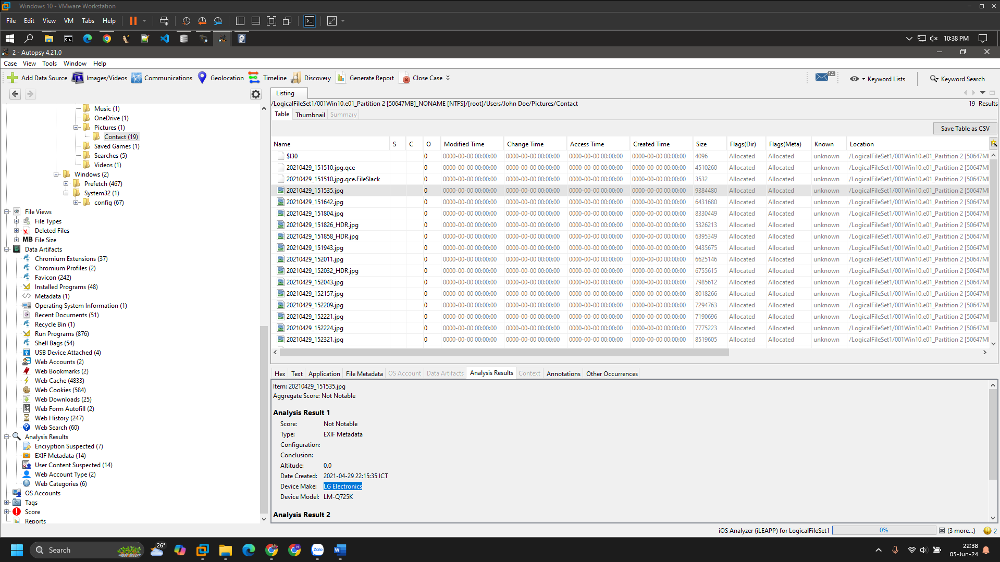 Windows 10 - VMware Workstation
File Edit View VM Tabs Help
10:38 PM
2 - Autopsy 4.21.0
Case View Tools Window Help
Add Data Source Images/Videos Communications Geolocation Timeline Discovery Generate Report Close Case 14 Keyword Lists Keyword Search
Music (1)
OneDrive (1)
Pictures (1)
Contact (19)
Saved Games (1)
Searches (5)
Videos (1)
Windows (2)
Prefetch (467)
System32 (1)
config (67)
File Views
File Types
Deleted Files
MB File Size
Data Artifacts
Chromium Extensions (37)
Chromium Profiles (2)
Favicon (242)
Installed Programs (48)
Metadata (1)
Operating System Information (1)
Recent Documents (51)
Recycle Bin (1)
Run Programs (876)
Shell Bags (54)
USB Device Attached (4)
Web Accounts (2)
Web Bookmarks (2)
Web Cache (4833)
Web Cookies (584)
Web Downloads (25)
Web Form Autofill (2)
Web History (247)
Web Search (60)
Analysis Results
Encryption Suspected (7)
EXIF Metadata (14)
User Content Suspected (14)
Web Account Type (2)
Web Categories (6)
OS Accounts
Tags
Score
Reports
Listing
/LogicalFileSet1/001Win10.e01_Partition 2 [50647MB]_NONAME [NTFS]/[root]/Users/John Doe/Pictures/Contact 19 Results
Table Thumbnail Summary
Save Table as CSV
Name S C O Modified Time Change Time Access Time Created Time Size Flags(Dir) Flags(Meta) Known Location
$I30 0 0000-00-00 00:00:00 0000-00-00 00:00:00 0000-00-00 00:00:00 0000-00-00 00:00:00 4096 Allocated Allocated unknown /LogicalFileSet1/001Win10.e01_Partition 2 [50647MI
20210429_151510.jpg.qce 0 0000-00-00 00:00:00 0000-00-00 00:00:00 0000-00-00 00:00:00 0000-00-00 00:00:00 4510260 Allocated Allocated unknown /LogicalFileSet1/001Win10.e01_Partition 2 [50647MI
20210429_151510.jpg.qce.FileSlack 0 0000-00-00 00:00:00 0000-00-00 00:00:00 0000-00-00 00:00:00 0000-00-00 00:00:00 3532 Allocated Allocated unknown /LogicalFileSet1/001Win10.e01_Partition 2 [50647MI
20210429_151535.jpg 0 0000-00-00 00:00:00 0000-00-00 00:00:00 0000-00-00 00:00:00 0000-00-00 00:00:00 9384480 Allocated Allocated unknown /LogicalFileSet1/001Win10.e01_Partition 2 [50647MI
20210429_151642.jpg 0 0000-00-00 00:00:00 0000-00-00 00:00:00 0000-00-00 00:00:00 0000-00-00 00:00:00 6431680 Allocated Allocated unknown /LogicalFileSet1/001Win10.e01_Partition 2 [50647MI
20210429_151804.jpg 0 0000-00-00 00:00:00 0000-00-00 00:00:00 0000-00-00 00:00:00 0000-00-00 00:00:00 8330449 Allocated Allocated unknown /LogicalFileSet1/001Win10.e01_Partition 2 [50647MI
20210429_151826_HDR.jpg 0 0000-00-00 00:00:00 0000-00-00 00:00:00 0000-00-00 00:00:00 0000-00-00 00:00:00 5326213 Allocated Allocated unknown /LogicalFileSet1/001Win10.e01_Partition 2 [50647MI
20210429_151858_HDR.jpg 0 0000-00-00 00:00:00 0000-00-00 00:00:00 0000-00-00 00:00:00 0000-00-00 00:00:00 6395349 Allocated Allocated unknown /LogicalFileSet1/001Win10.e01_Partition 2 [50647MI
20210429_151943.jpg 0 0000-00-00 00:00:00 0000-00-00 00:00:00 0000-00-00 00:00:00 0000-00-00 00:00:00 9435675 Allocated Allocated unknown /LogicalFileSet1/001Win10.e01_Partition 2 [50647MI
20210429_152011.jpg 0 0000-00-00 00:00:00 0000-00-00 00:00:00 0000-00-00 00:00:00 0000-00-00 00:00:00 6625146 Allocated Allocated unknown /LogicalFileSet1/001Win10.e01_Partition 2 [50647MI
20210429_152032_HDR.jpg 0 0000-00-00 00:00:00 0000-00-00 00:00:00 0000-00-00 00:00:00 0000-00-00 00:00:00 6755615 Allocated Allocated unknown /LogicalFileSet1/001Win10.e01_Partition 2 [50647MI
20210429_152043.jpg 0 0000-00-00 00:00:00 0000-00-00 00:00:00 0000-00-00 00:00:00 0000-00-00 00:00:00 7985612 Allocated Allocated unknown /LogicalFileSet1/001Win10.e01_Partition 2 [50647MI
20210429_152157.jpg 0 0000-00-00 00:00:00 0000-00-00 00:00:00 0000-00-00 00:00:00 0000-00-00 00:00:00 8018266 Allocated Allocated unknown /LogicalFileSet1/001Win10.e01_Partition 2 [50647MI
20210429_152209.jpg 0 0000-00-00 00:00:00 0000-00-00 00:00:00 0000-00-00 00:00:00 0000-00-00 00:00:00 7294763 Allocated Allocated unknown /LogicalFileSet1/001Win10.e01_Partition 2 [50647MI
20210429_152221.jpg 0 0000-00-00 00:00:00 0000-00-00 00:00:00 0000-00-00 00:00:00 0000-00-00 00:00:00 7190696 Allocated Allocated unknown /LogicalFileSet1/001Win10.e01_Partition 2 [50647MI
20210429_152224.jpg 0 0000-00-00 00:00:00 0000-00-00 00:00:00 0000-00-00 00:00:00 0000-00-00 00:00:00 7775223 Allocated Allocated unknown /LogicalFileSet1/001Win10.e01_Partition 2 [50647MI
20210429_152321.jpg 0 0000-00-00 00:00:00 0000-00-00 00:00:00 0000-00-00 00:00:00 0000-00-00 00:00:00 8519605 Allocated Allocated unknown /LogicalFileSet1/001Win10.e01_Partition 2 [50647MI
Hex Text Application File Metadata OS Account Data Artifacts Analysis Results Context Annotations Other Occurrences
Item: 20210429_151535.jpg
Aggregate Score: Not Notable
Analysis Result 1
Score: Not Notable
Type: EXIF Metadata
Configuration:
Conclusion:
Altitude: 0.0
Date Created: 2021-04-29 22:15:35 ICT
Device Make: LG Electronics
Device Model: LM-Q725K
Analysis Result 2
iOS Analyzer (iLEAPP) for LogicalFileSet1 0% (3 more...) 2
Search 26° Zalo 22:38
05-Jun-24